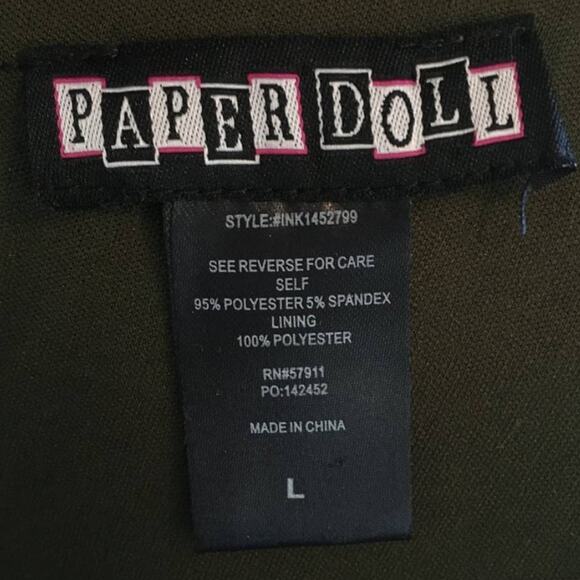 PAPER DOLL
STYLE:#INK1452799
SEE REVERSE FOR CARE
SELF
95% POLYESTER 5% SPANDEX
LINING
100% POLYESTER
RN#57911
PO:142452
MADE IN CHINA
L